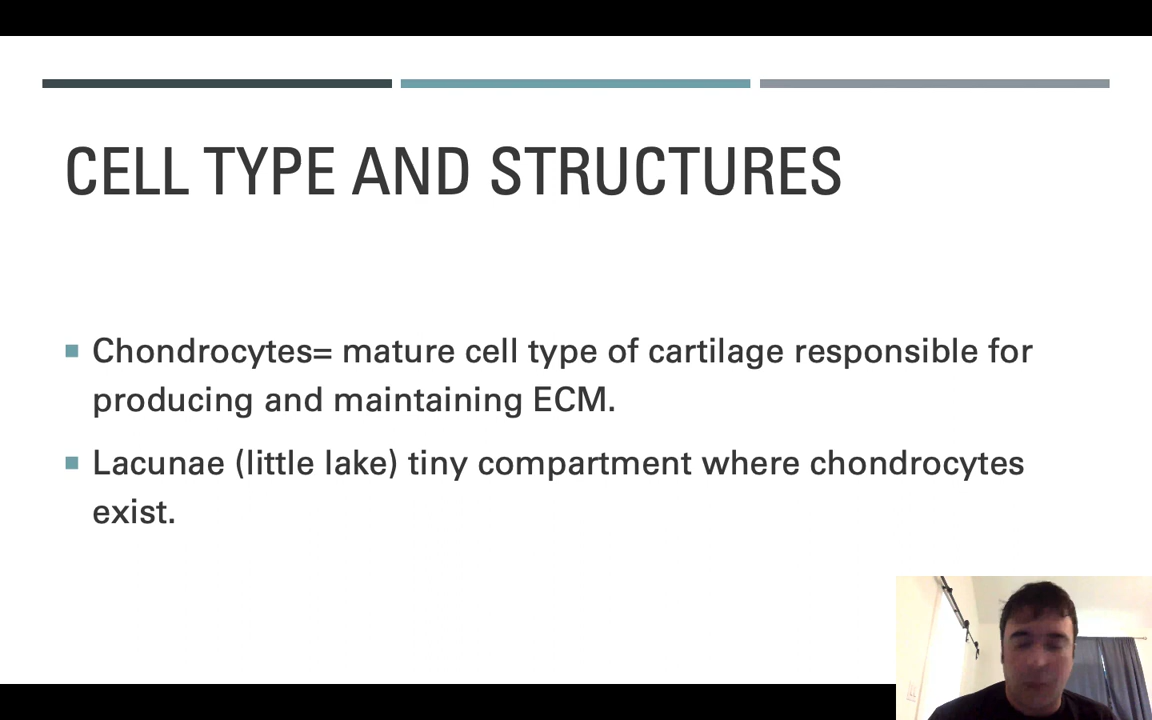 CELL TYPE AND STRUCTURES
Chondrocytes= mature cell type of cartilage responsible for
producing and maintaining ECM.
Lacunae (little lake) tiny compartment where chondrocytes
exist.